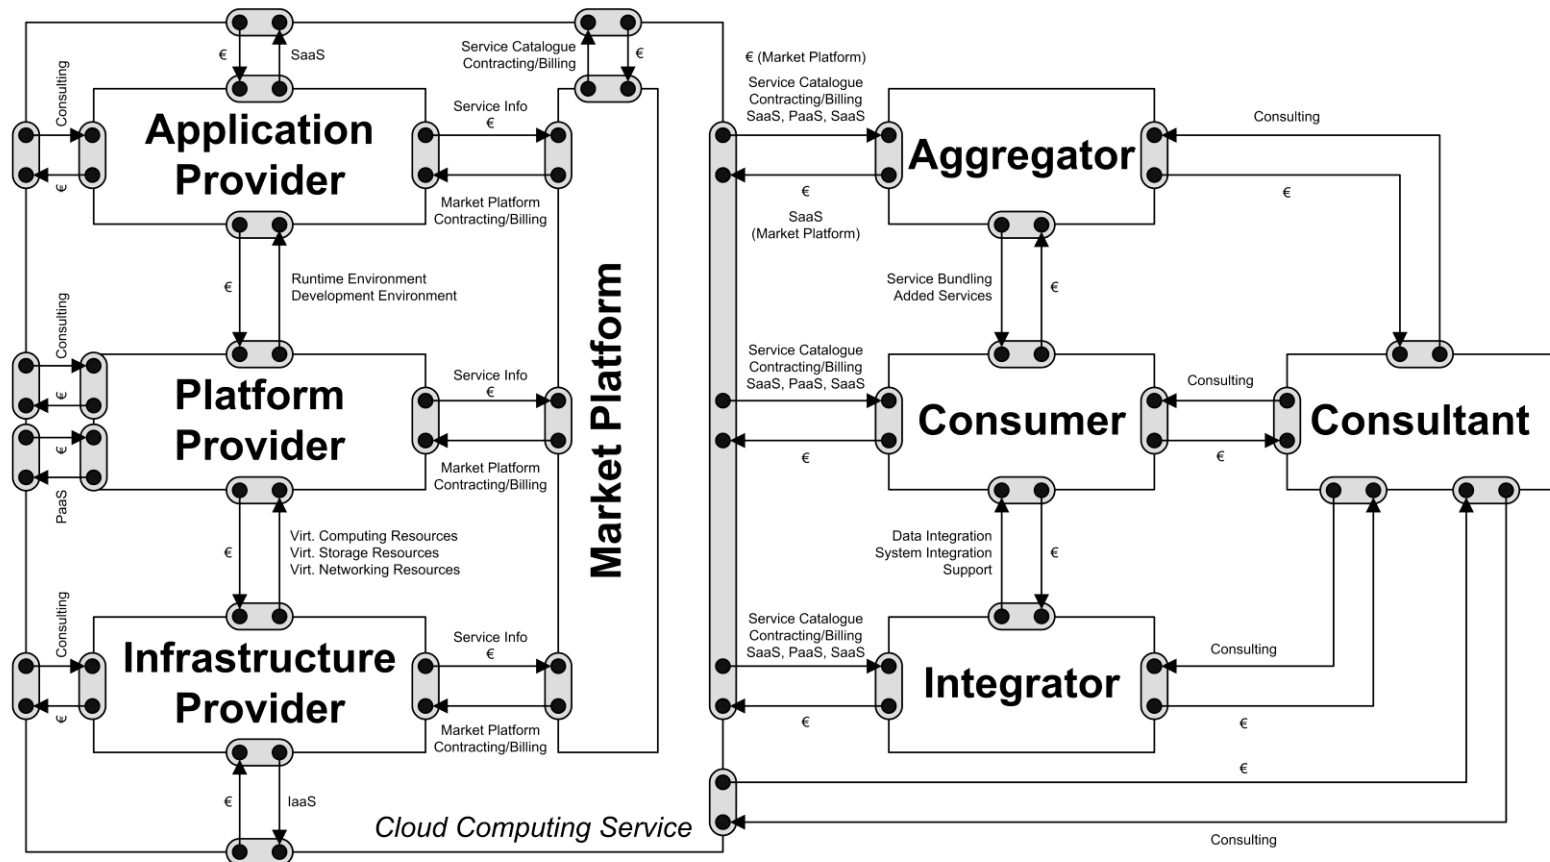 €
SaaS
Service Catalogue
Contracting/Billing
€
Consulting
€
Application
Provider
Service Info
€
Market Platform
Contracting/Billing
€
Runtime Environment
Development Environment
Consulting
€
€
PaaS
Platform
Provider
Service Info
€
Market Platform
Contracting/Billing
€
Virt. Computing Resources
Virt. Storage Resources
Virt. Networking Resources
Consulting
€
Infrastructure
Provider
Service Info
€
Market Platform
Contracting/Billing
€
IaaS
Market Platform
Cloud Computing Service
€ (Market Platform)
Service Catalogue
Contracting/Billing
SaaS, PaaS, SaaS
€
SaaS
(Market Platform)
Aggregator
Consulting
€
Service Bundling
Added Services
€
Service Catalogue
Contracting/Billing
SaaS, PaaS, SaaS
€
Consumer
Consulting
€
Consultant
Data Integration
System Integration
Support
€
Service Catalogue
Contracting/Billing
SaaS, PaaS, SaaS
€
Integrator
Consulting
€
€
Consulting